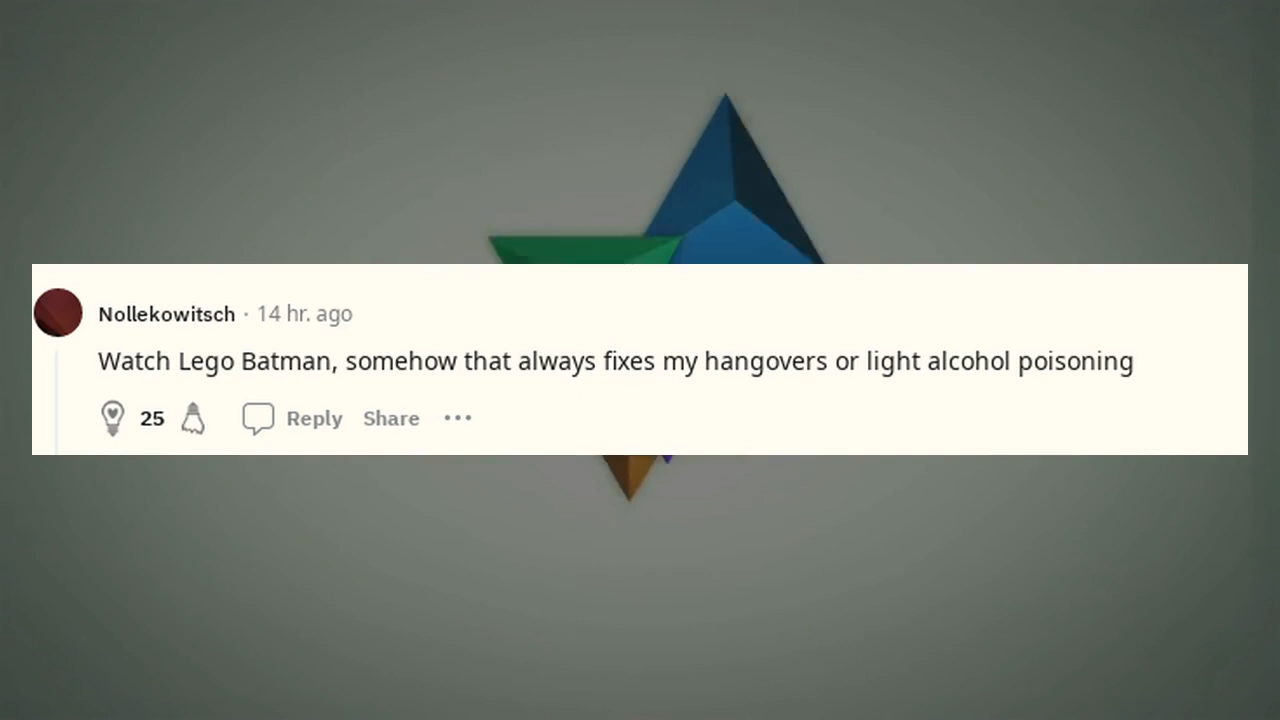 Nollekowitsch · 14 hr. ago
Watch Lego Batman, somehow that always fixes my hangovers or light alcohol poisoning
25 Reply Share ···